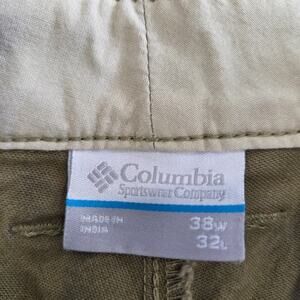 Columbia
Sportswear Company
MADE IN
INDIA
38W
32L